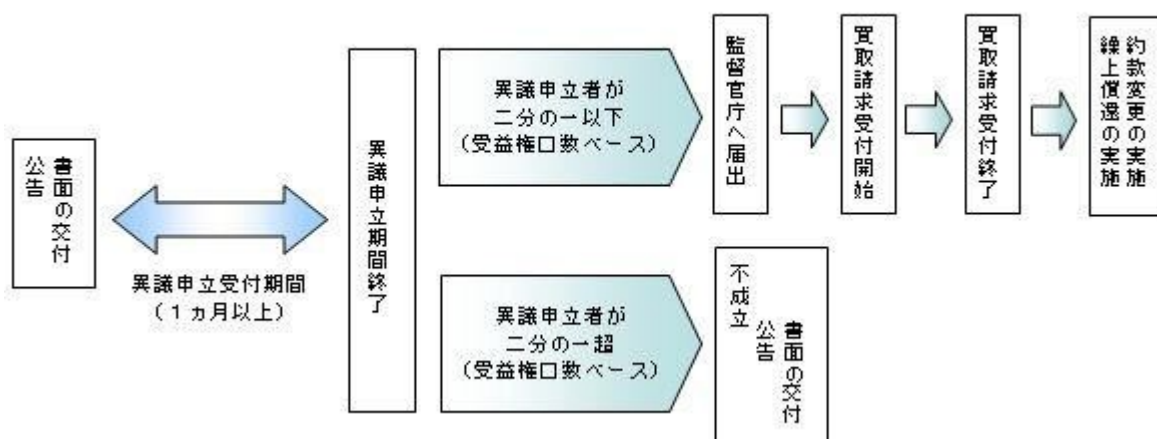 書面の交付
公告
異議申立受付期間
（１ヵ月以上）
異議申立期間終了
異議申立者が
二分の一以下
（受益権口数ベース）
監督官庁へ届出
買取請求受付開始
買取請求受付終了
約款変更の実施
繰上償還の実施
異議申立者が
二分の一超
（受益権口数ベース）
書面の交付
公告
不成立